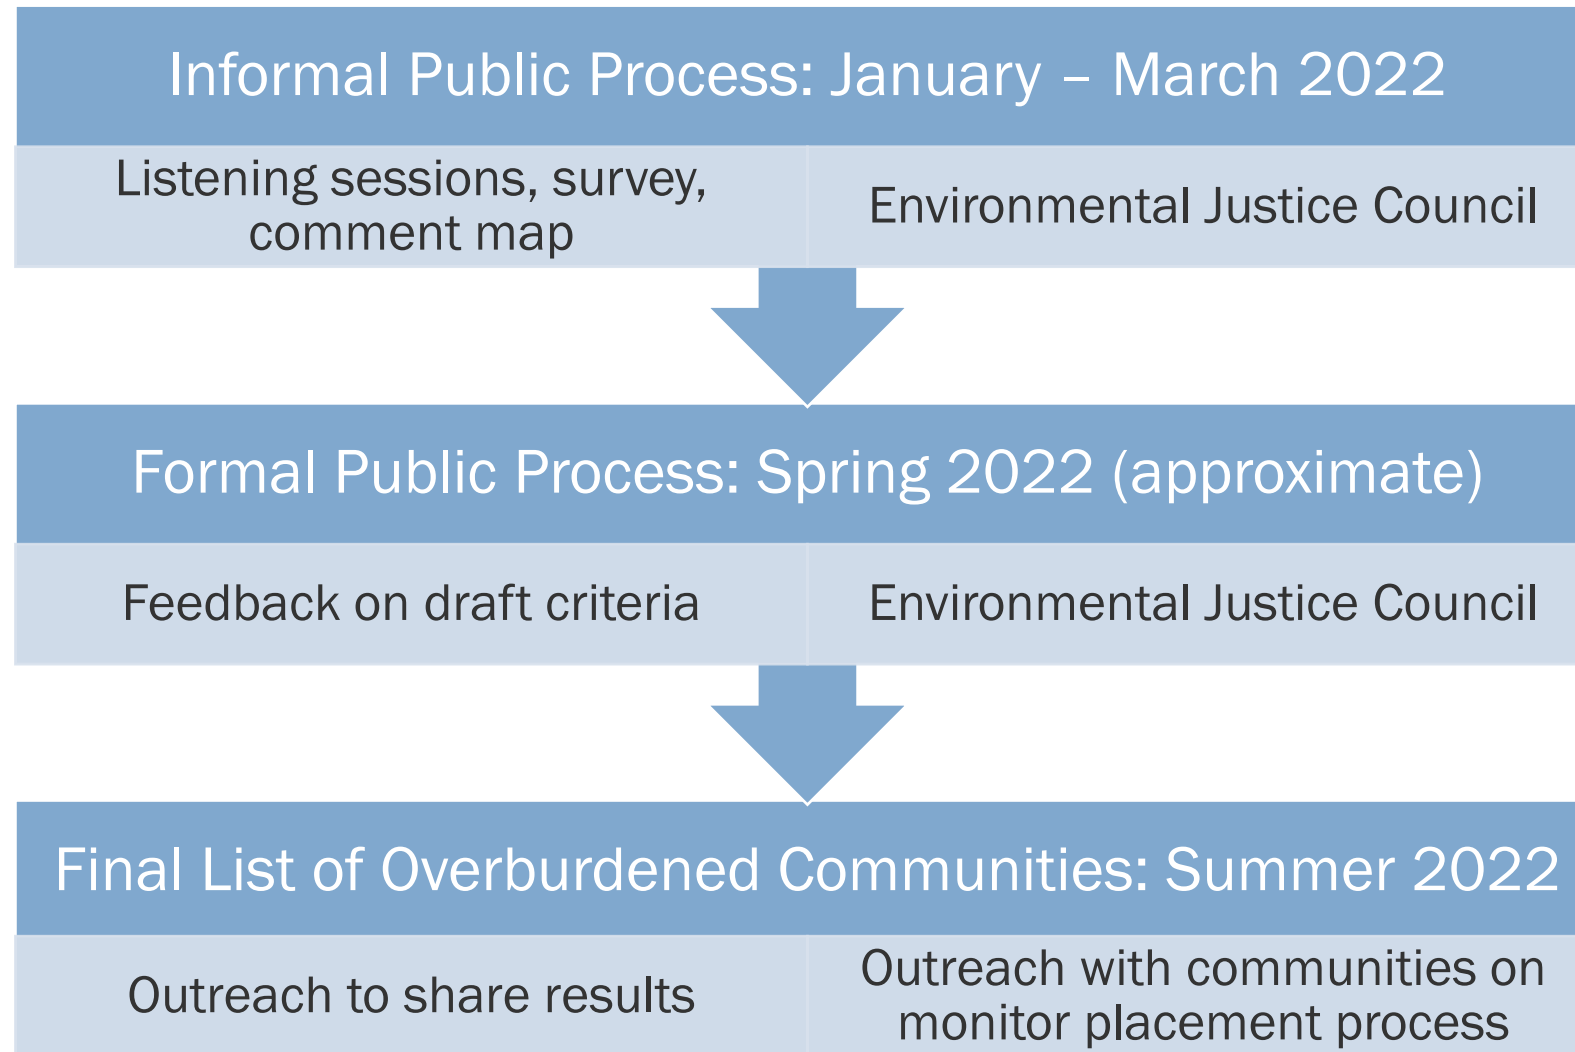 Informal Public Process: January – March 2022
Listening sessions, survey,
comment map
Environmental Justice Council
Formal Public Process: Spring 2022 (approximate)
Feedback on draft criteria
Environmental Justice Council
Final List of Overburdened Communities: Summer 2022
Outreach to share results
Outreach with communities on
monitor placement process